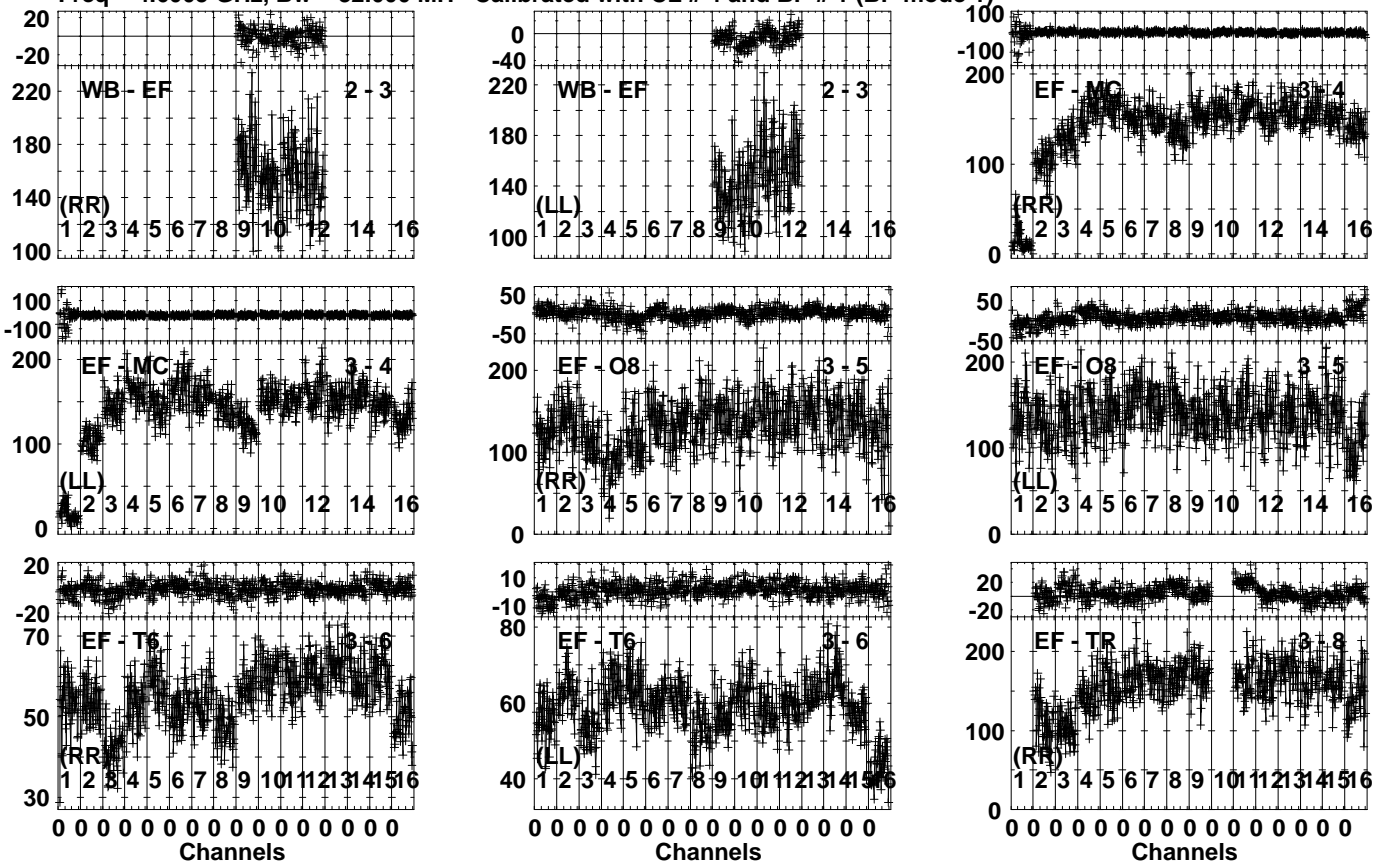 20 0 100
-20 -40 -100
220 220 200
WB - EF 2 - 3 WB - EF 2 - 3 EF - MC 3 - 4
180 180
140 140 100
(RR) (LL) (RR)
1 2 3 4 5 6 7 8 9 10 12 14 16 1 2 3 4 5 6 7 8 9 10 12 14 16 1 2 3 4 5 6 7 8 9 10 12 14 16
100 100 0
100 50 50
-100 -50 -50
200 200 200
EF - MC 3 - 4 EF - O8 3 - 5 EF - O8 3 - 5
100 100 100
(LL) (RR) (LL)
1 2 3 4 5 6 7 8 9 10 12 14 16 1 2 3 4 5 6 7 8 9 10 12 14 16 1 2 3 4 5 6 7 8 9 10 12 14 16
0 0 0
20 10 20
-20 -10 -20
70 80 200
EF - T6 3 - 6 EF - T6 3 - 6 EF - TR 3 - 8
50 60 100
(RR) (LL) (RR)
1 2 3 4 5 6 7 8 9 10 11 12 13 14 15 16 1 2 3 4 5 6 7 8 9 10 11 12 13 14 15 16 1 2 3 4 5 6 7 8 9 10 11 12 13 14 15 16
30 40 0
0 0 0 0 0 0 0 0 0 0 0 0 0 0 0 0 0 0 0 0 0 0 0 0 0 0 0 0 0 0 0 0 0 0 0 0 0 0 0 0 0 0 0 0 0 0 0 0
Channels Channels Channels